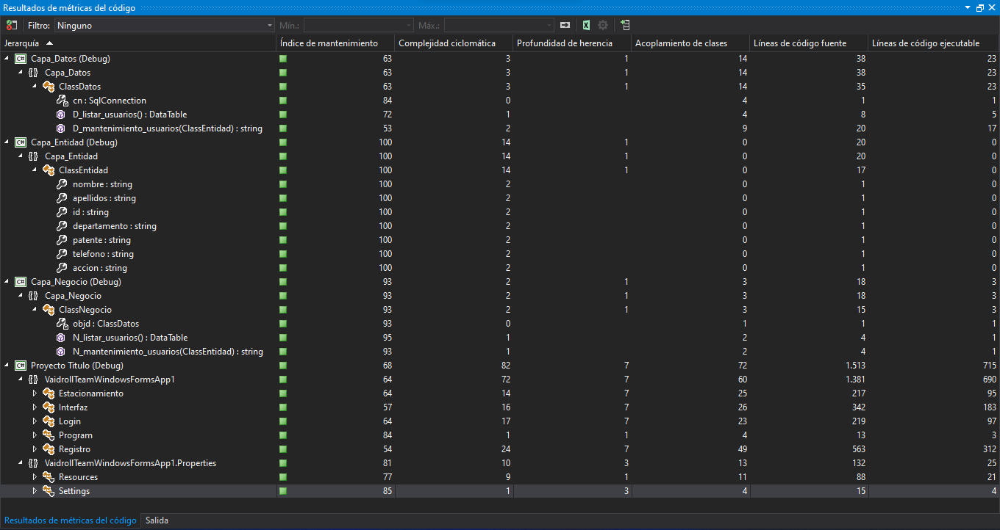 Resultados de métricas del código
Filtro: Ninguno Mín.: Máx.:
Jerarquía Índice de mantenimiento Complejidad ciclomática Profundidad de herencia Acoplamiento de clases Líneas de código fuente Líneas de código ejecutable
C# Capa_Datos (Debug) 63 3 1 14 38 23
{} Capa_Datos 63 3 1 14 38 23
ClassDatos 63 3 1 14 35 23
cn : SqlConnection 84 0 4 1 1
D_listar_usuarios() : DataTable 72 1 4 8 5
D_mantenimiento_usuarios(ClassEntidad) : string 53 2 9 20 17
C# Capa_Entidad (Debug) 100 14 1 0 20 0
{} Capa_Entidad 100 14 1 0 20 0
ClassEntidad 100 14 1 0 17 0
nombre : string 100 2 0 1 0
apellidos : string 100 2 0 1 0
id : string 100 2 0 1 0
departamento : string 100 2 0 1 0
patente : string 100 2 0 1 0
telefono : string 100 2 0 1 0
accion : string 100 2 0 1 0
C# Capa_Negocio (Debug) 93 2 1 3 18 3
{} Capa_Negocio 93 2 1 3 18 3
ClassNegocio 93 2 1 3 15 3
objd : ClassDatos 93 0 1 1 1
N_listar_usuarios() : DataTable 95 1 2 4 1
N_mantenimiento_usuarios(ClassEntidad) : string 93 1 2 4 1
C# Proyecto Titulo (Debug) 68 82 7 72 1.513 715
{} VaidrollTeamWindowsFormsApp1 64 72 7 60 1.381 690
Estacionamiento 64 14 7 25 217 95
Interfaz 57 16 7 26 342 183
Login 64 17 7 23 219 97
Program 84 1 1 4 13 3
Registro 54 24 7 49 563 312
{} VaidrollTeamWindowsFormsApp1.Properties 81 10 3 13 132 25
Resources 77 9 1 11 88 21
Settings 85 1 3 4 15 4
Resultados de métricas del código Salida